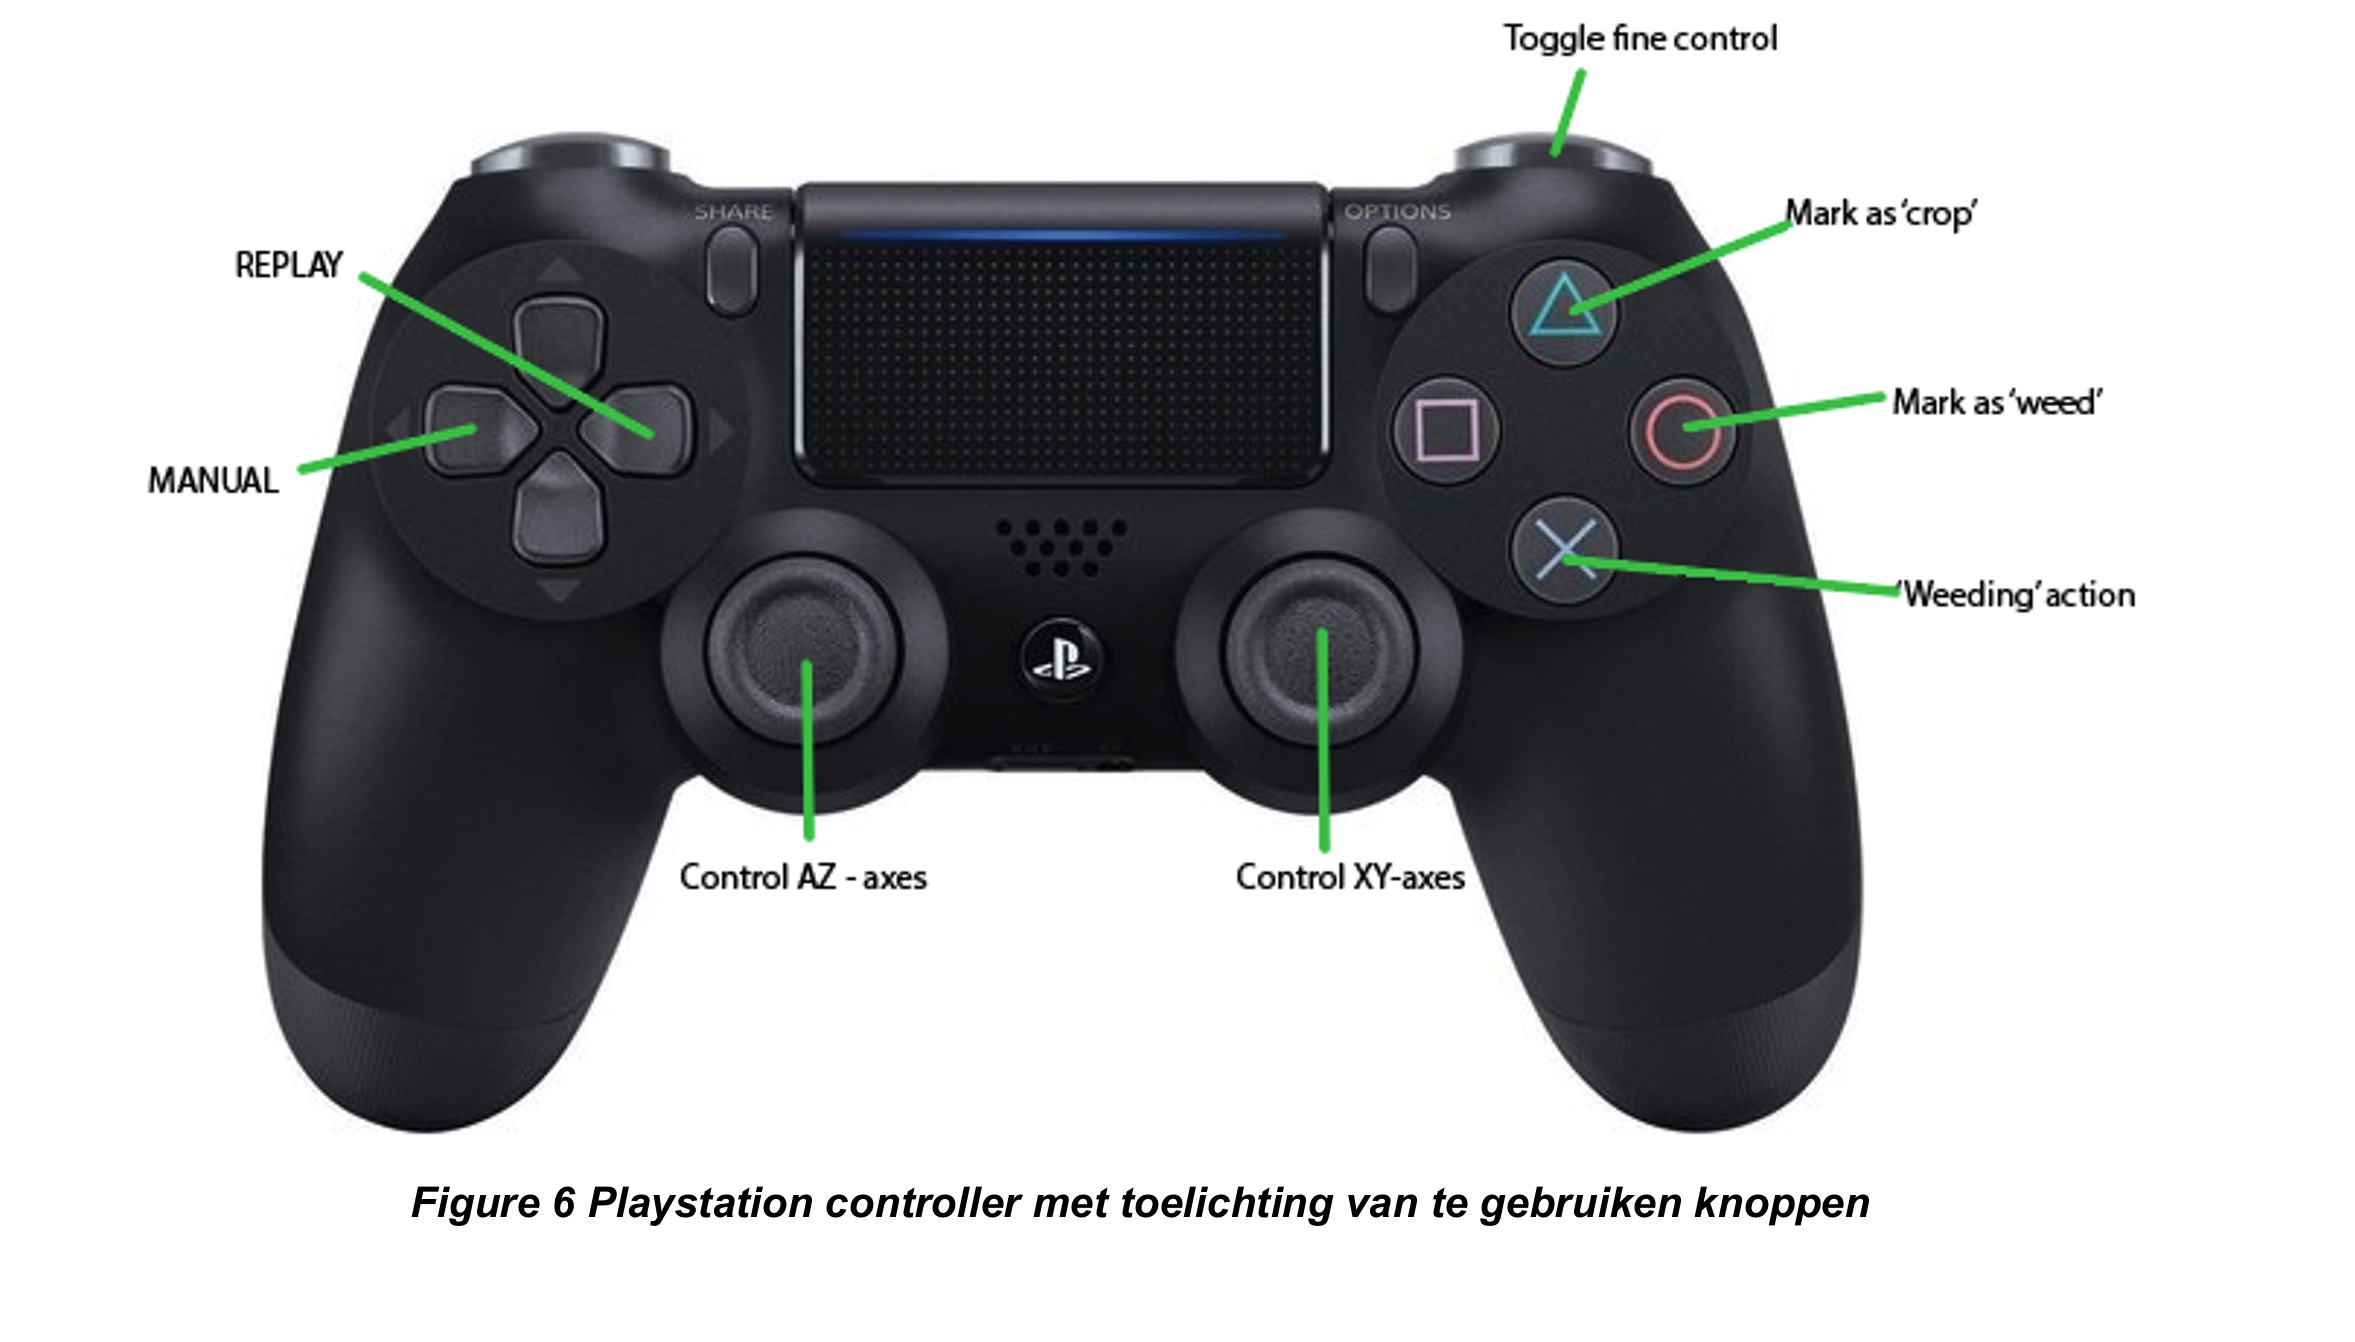 Toggle fine control
SHARE
OPTIONS
Mark as 'crop'
REPLAY
Mark as 'weed'
MANUAL
'Weeding' action
Control AZ - axes
Control XY-axes
Figure 6 Playstation controller met toelichting van te gebruiken knoppen